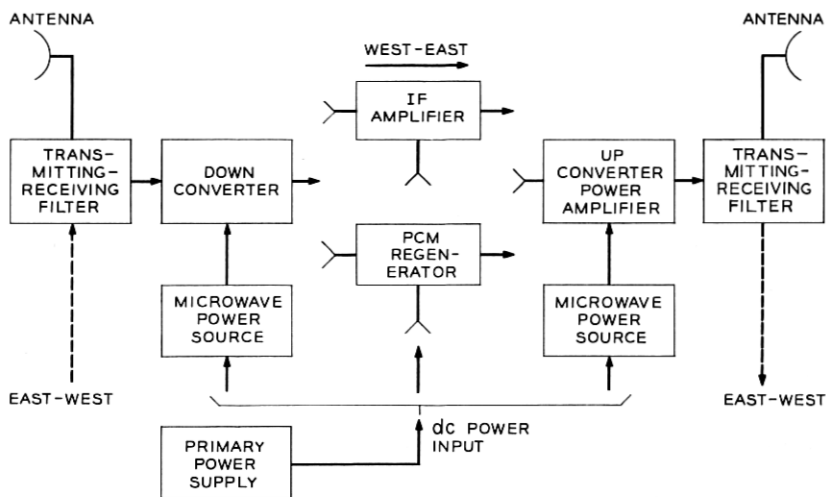 ANTENNA
ANTENNA
WEST-EAST
IF
AMPLIFIER
TRANS-
MITTING-
RECEIVING
FILTER
DOWN
CONVERTER
UP
CONVERTER
POWER
AMPLIFIER
TRANS-
MITTING-
RECEIVING
FILTER
PCM
REGEN-
ERATOR
MICROWAVE
POWER
SOURCE
MICROWAVE
POWER
SOURCE
EAST-WEST
EAST-WEST
dc POWER
INPUT
PRIMARY
POWER
SUPPLY